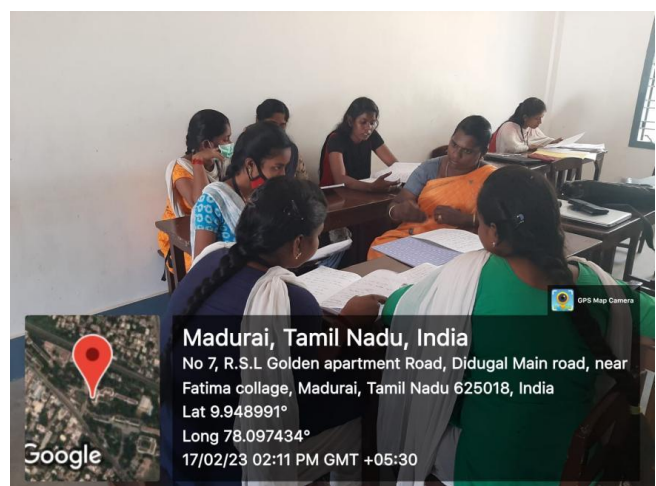 GPS Map Camera
Madurai, Tamil Nadu, India
No 7, R.S.L Golden apartment Road, Didugal Main road, near
Fatima collage, Madurai, Tamil Nadu 625018, India
Lat 9.948991°
Long 78.097434°
17/02/23 02:11 PM GMT +05:30
Google